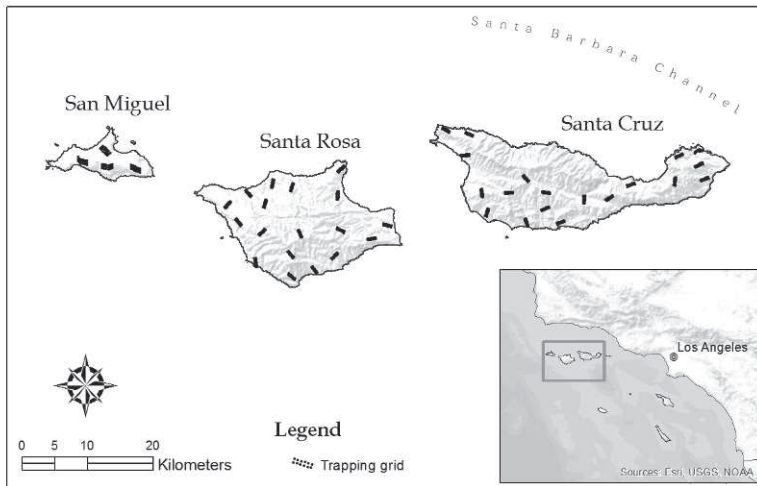 Santa Barbara Channel
San Miguel
Santa Rosa
Santa Cruz
Los Angeles
Legend
0 5 10 20
Kilometers
Trapping grid
Sources: Esri, USGS, NOAA